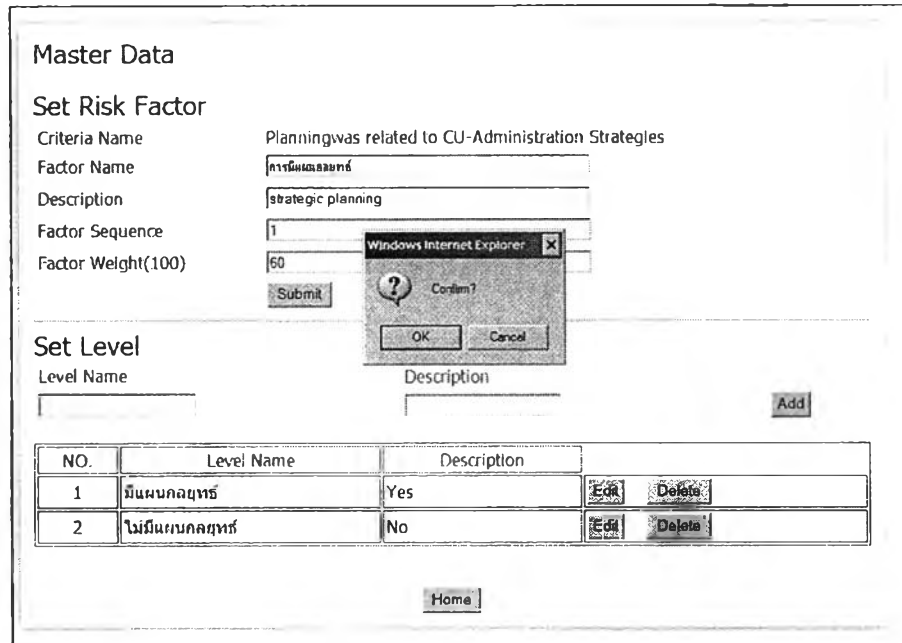 Master Data
Set Risk Factor
Criteria Name Planningwas related to CU-Administration Strategies
Factor Name การมีแผนกลยุทธ์
Description strategic planning
Factor Sequence 1
Factor Weight(100) 60
Submit
Windows Internet Explorer
Confirm?
OK Cancel
Set Level
Level Name Description
Add
NO. Level Name Description
1 มีแผนกลยุทธ์ Yes Edit Delete
2 ไม่มีแผนกลยุทธ์ No Edit Delete
Home